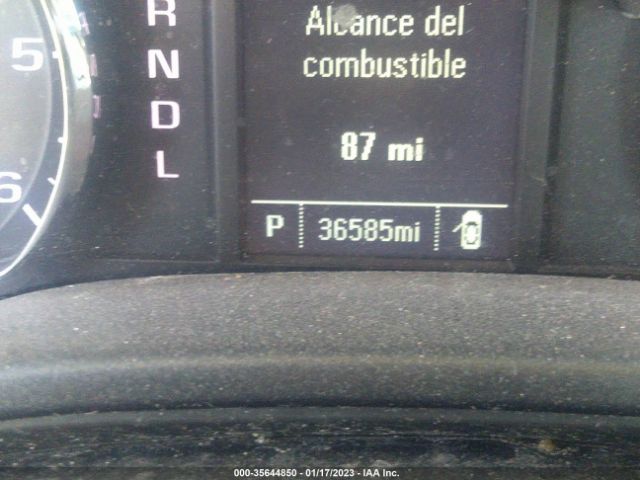 5
6
R
N
D
L
Alcance del
combustible
87 mi
P 36585mi
000-35644850 - 01/17/2023 - IAA Inc.